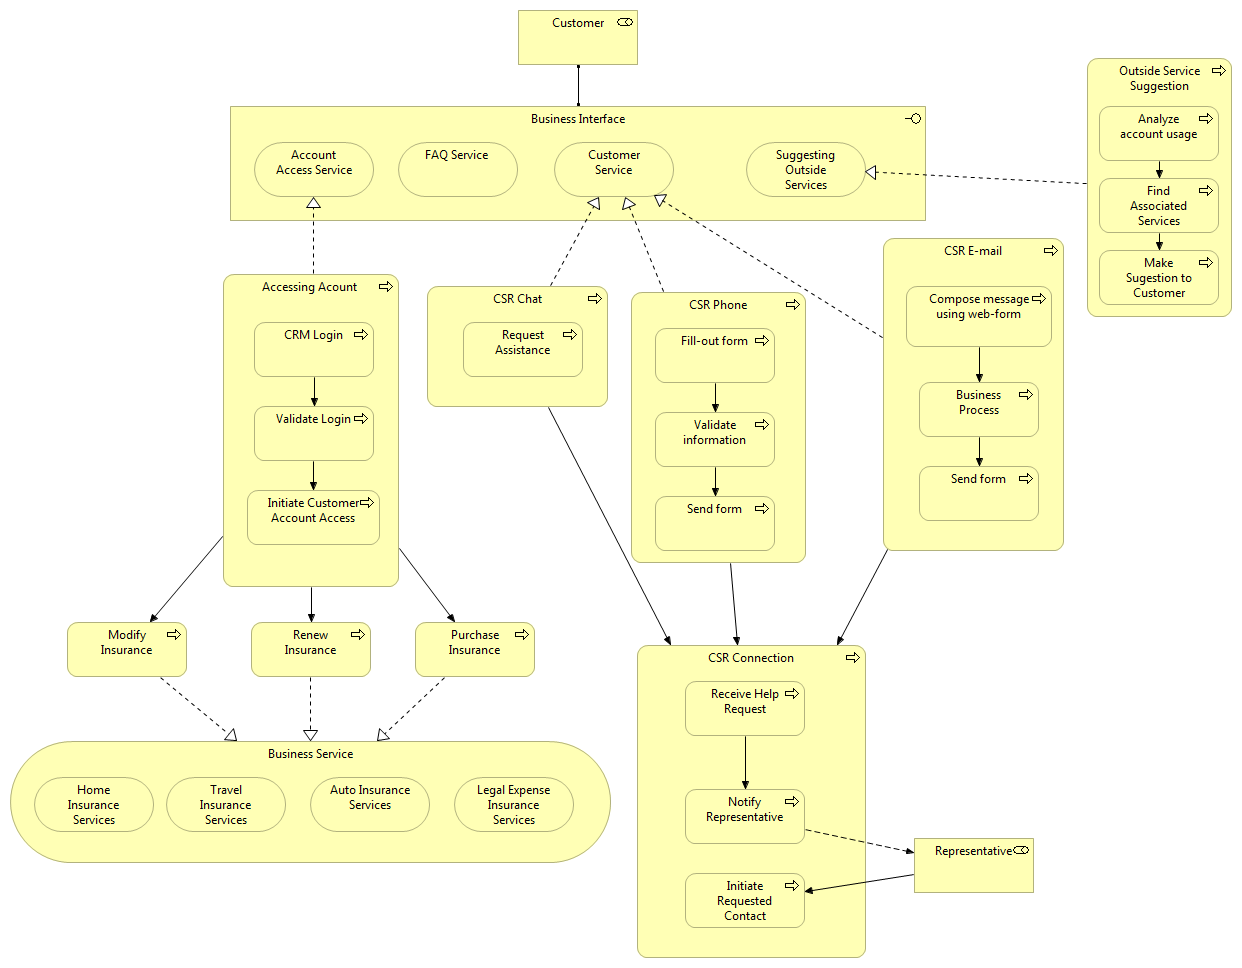 Customer
Business Interface
Account
Access Service
FAQ Service
Customer
Service
Suggesting
Outside
Services
Outside Service
Suggestion
Analyze
account usage
Find
Associated
Services
Make
Sugestion to
Customer
Accessing Acount
CRM Login
Validate Login
Initiate Customer
Account Access
CSR Chat
Request
Assistance
CSR Phone
Fill-out form
Validate
information
Send form
CSR E-mail
Compose message
using web-form
Business
Process
Send form
Modify
Insurance
Renew
Insurance
Purchase
Insurance
Business Service
Home
Insurance
Services
Travel
Insurance
Services
Auto Insurance
Services
Legal Expense
Insurance
Services
CSR Connection
Receive Help
Request
Notify
Representative
Initiate
Requested
Contact
Representative